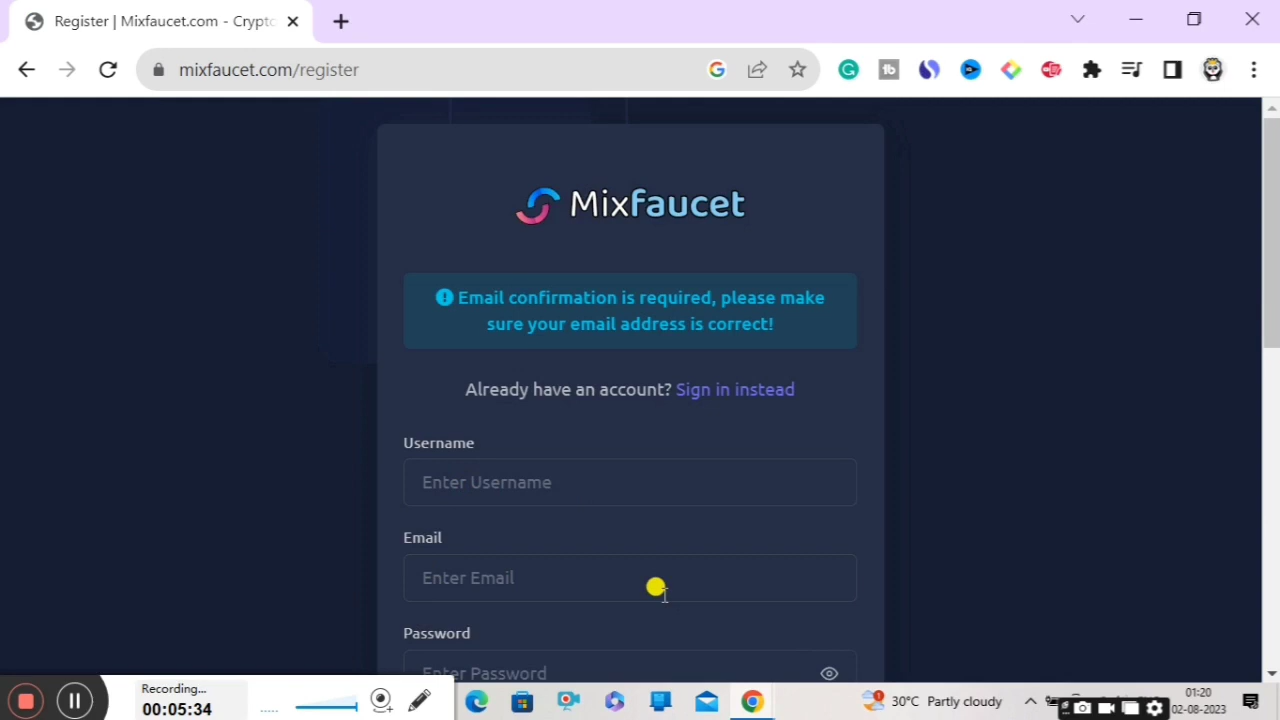 Register | Mixfaucet.com - Crypto
mixfaucet.com/register
Mixfaucet
Email confirmation is required, please make
sure your email address is correct!
Already have an account? Sign in instead
Username
Enter Username
Email
Enter Email
Password
Enter Password
Recording...
00:05:34
30°C Partly cloudy
01:20
02-08-2023